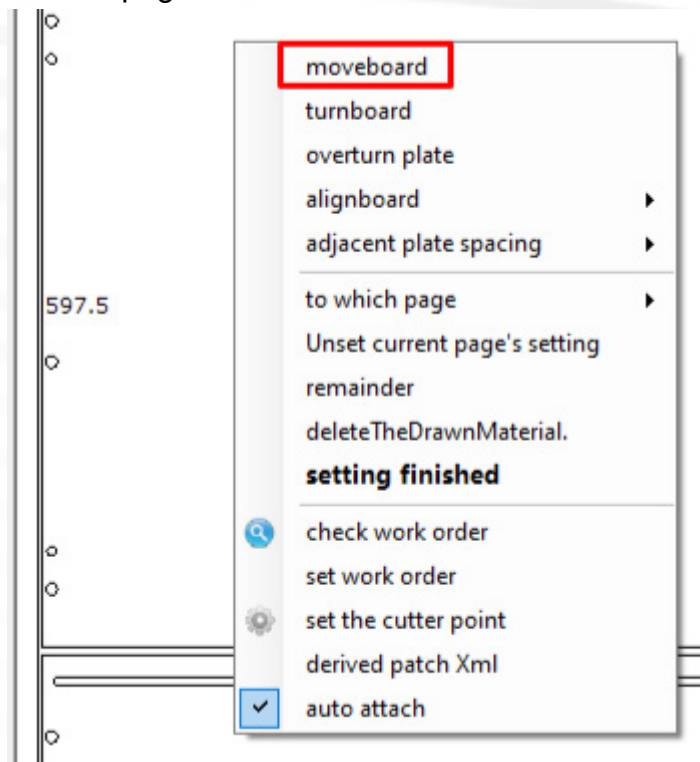 moveboard
turnboard
overturn plate
alignboard
adjacent plate spacing
597.5
to which page
Unset current page's setting
remainder
deleteTheDrawnMaterial.
setting finished
check work order
set work order
set the cutter point
derived patch Xml
auto attach